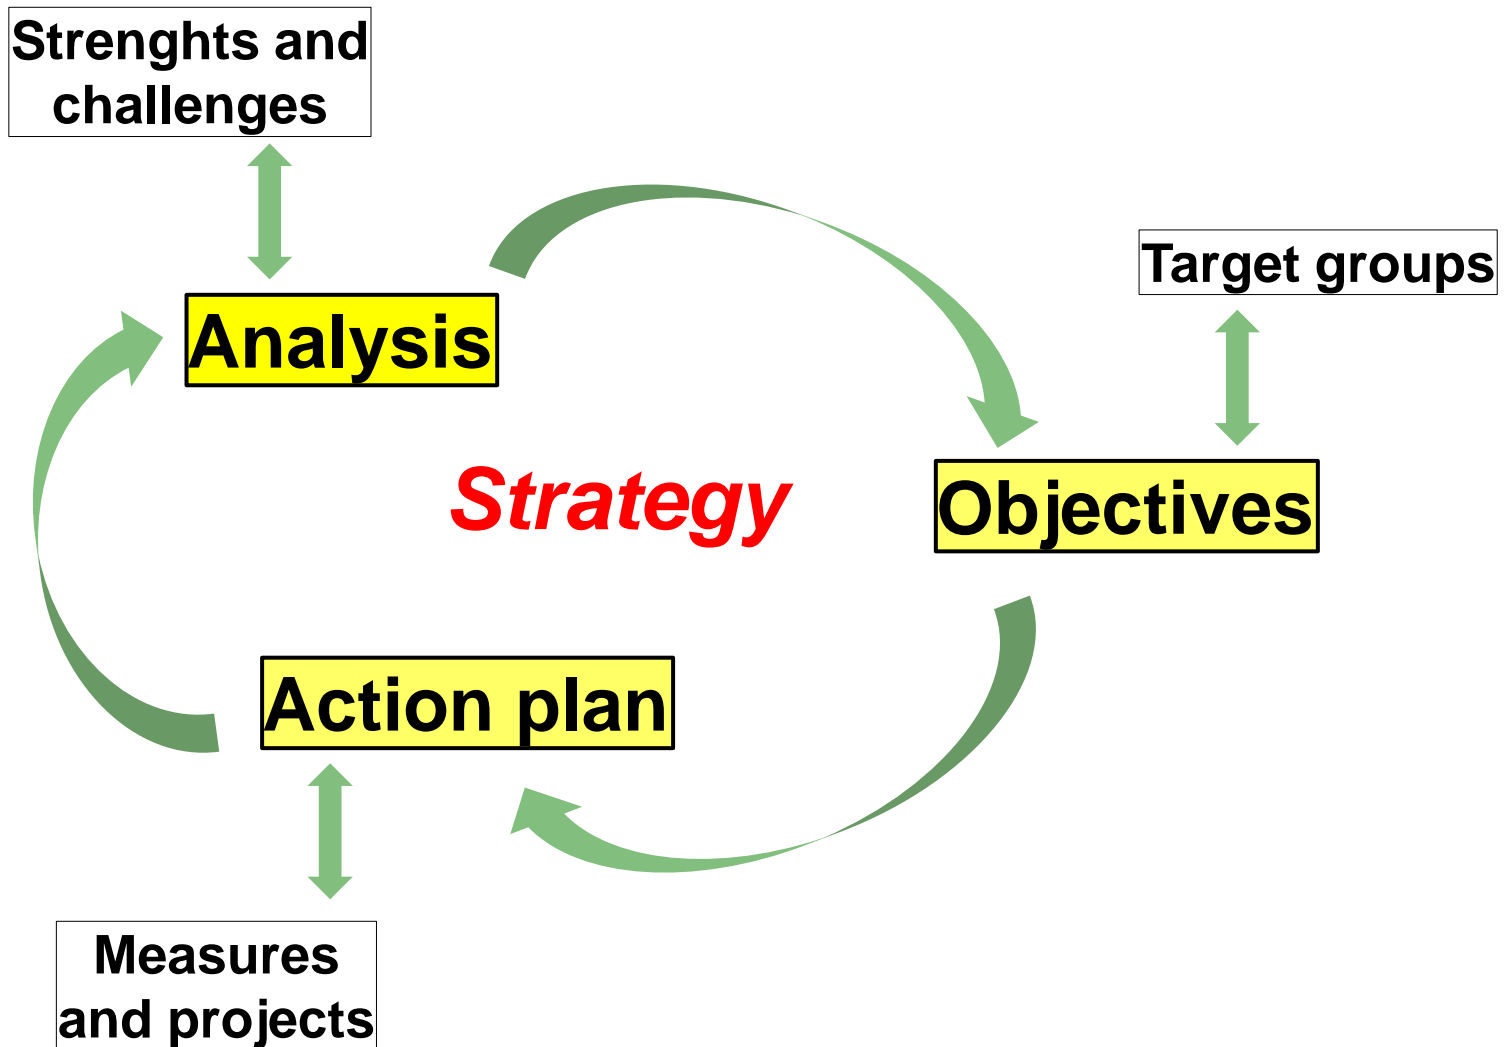 Strenghts and
challenges
Target groups
Analysis
Strategy
Objectives
Action plan
Measures
and projects